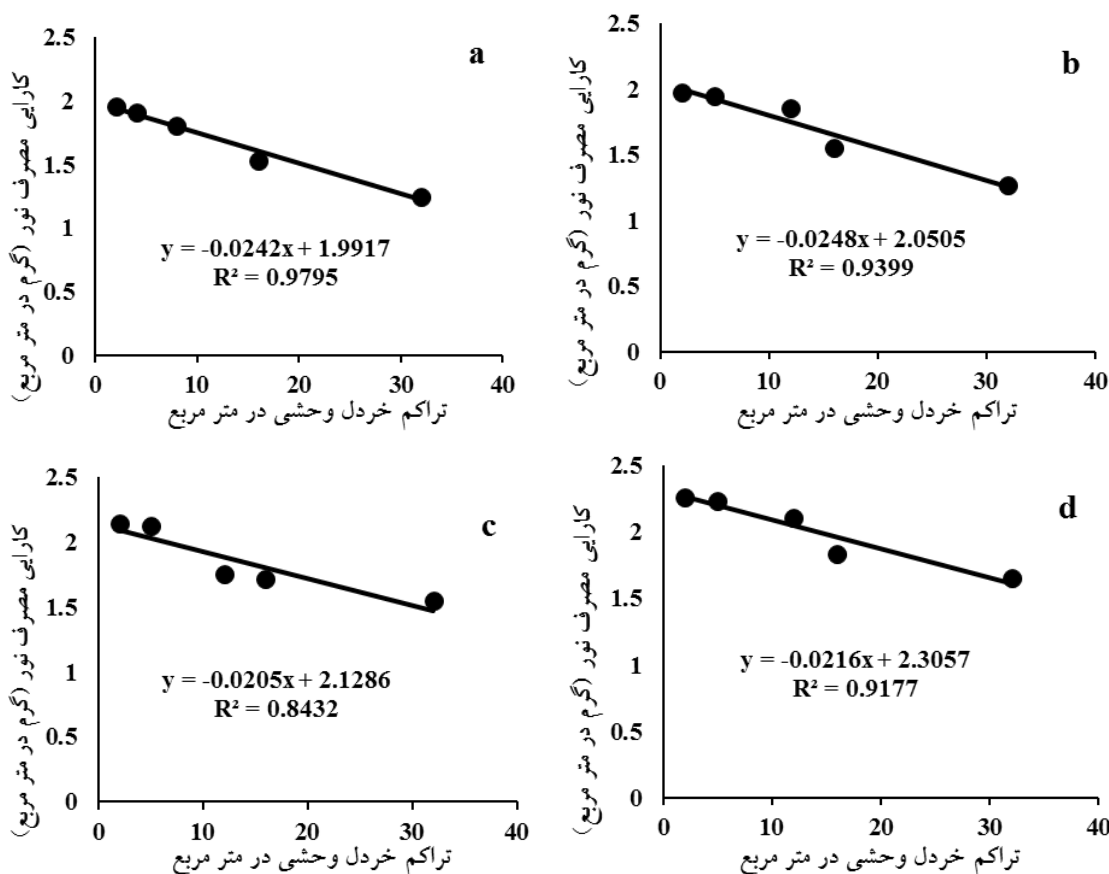 a
کارایی مصرف نور (گرم در متر مربع)
2.5
2
1.5
1
0.5
0
y = -0.0242x + 1.9917
R² = 0.9795
0 10 20 30 40
تراکم خردل وحشی در متر مربع
b
کارایی مصرف نور (گرم در متر مربع)
2.5
2
1.5
1
0.5
0
y = -0.0248x + 2.0505
R² = 0.9399
0 10 20 30 40
تراکم خردل وحشی در متر مربع
c
کارایی مصرف نور (گرم در متر مربع)
2.5
2
1.5
1
0.5
0
y = -0.0205x + 2.1286
R² = 0.8432
0 10 20 30 40
تراکم خردل وحشی در متر مربع
d
کارایی مصرف نور (گرم در متر مربع)
2.5
2
1.5
1
0.5
0
y = -0.0216x + 2.3057
R² = 0.9177
0 10 20 30 40
تراکم خردل وحشی در متر مربع